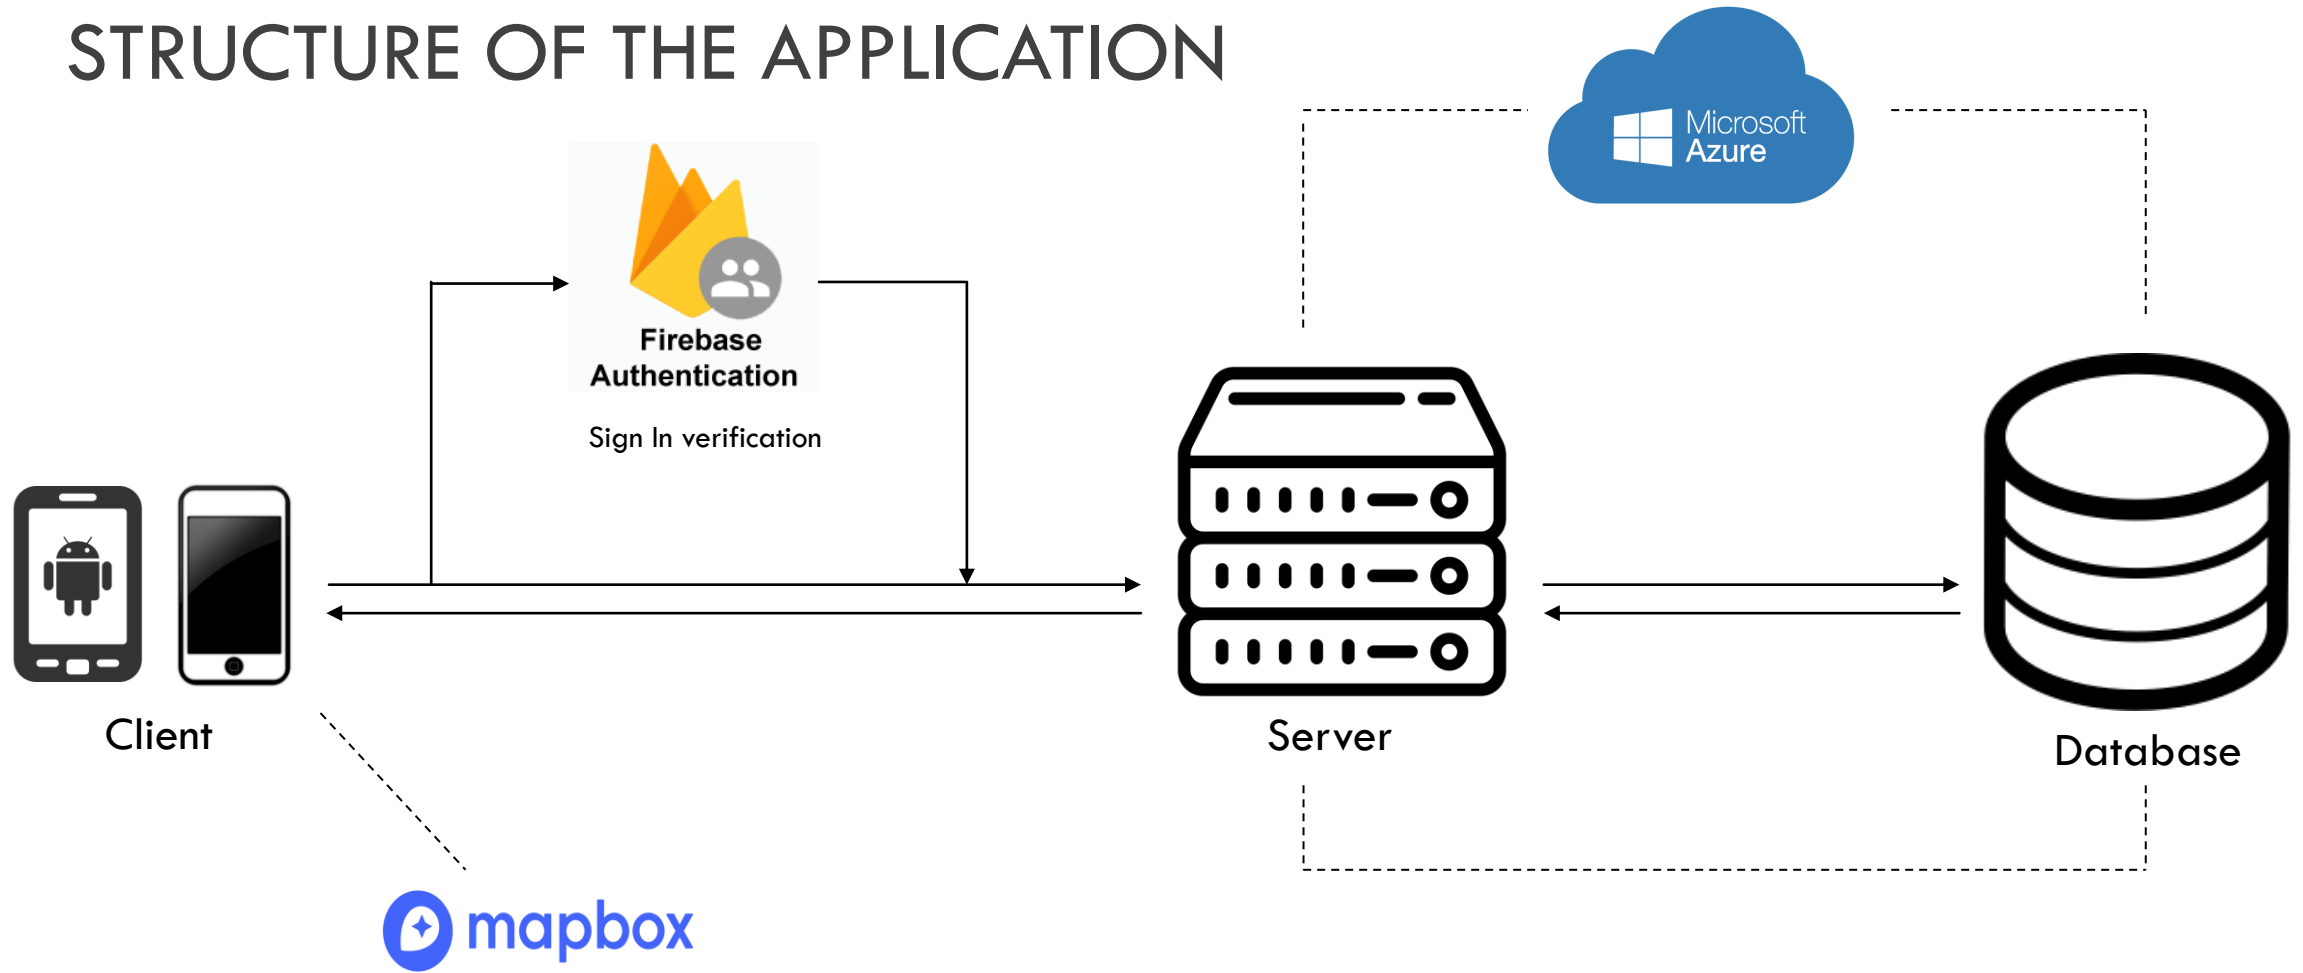 STRUCTURE OF THE APPLICATION
Microsoft
Azure
Firebase
Authentication
Sign In verification
Client
Server
Database
mapbox